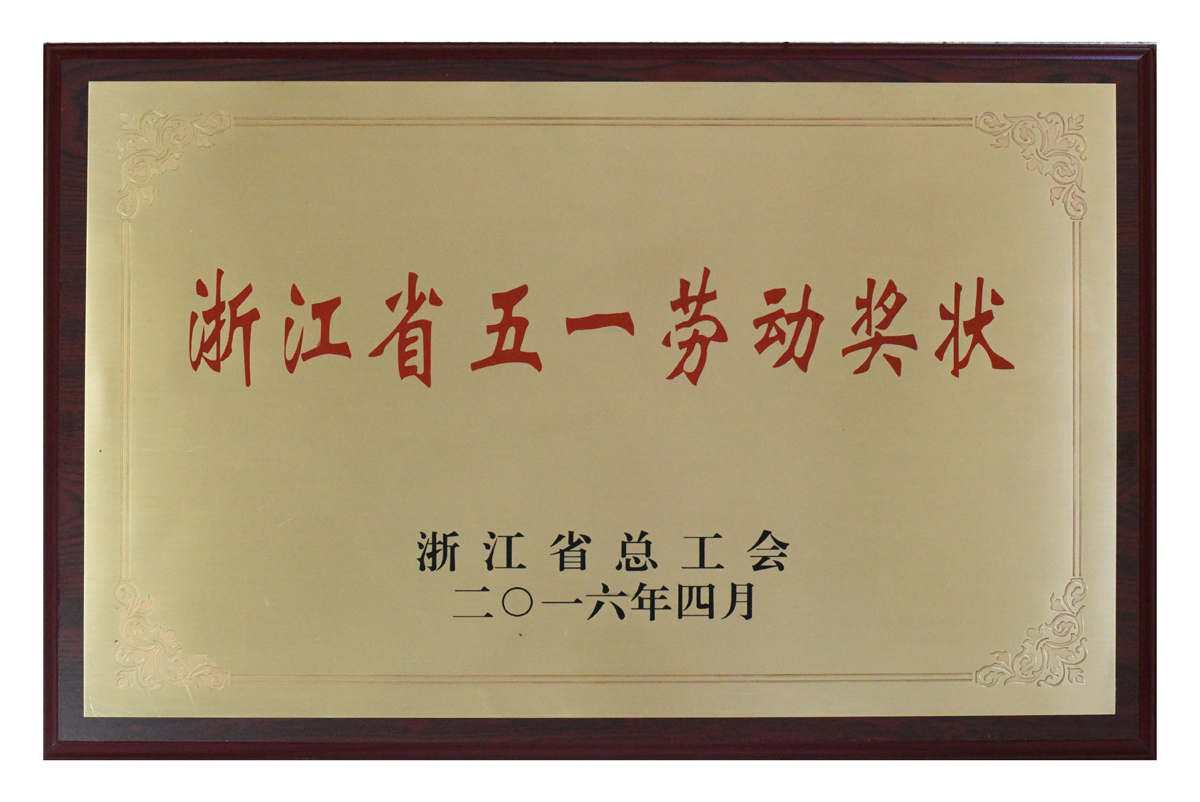 浙江省五一劳动奖状
浙江省总工会
二〇一六年四月